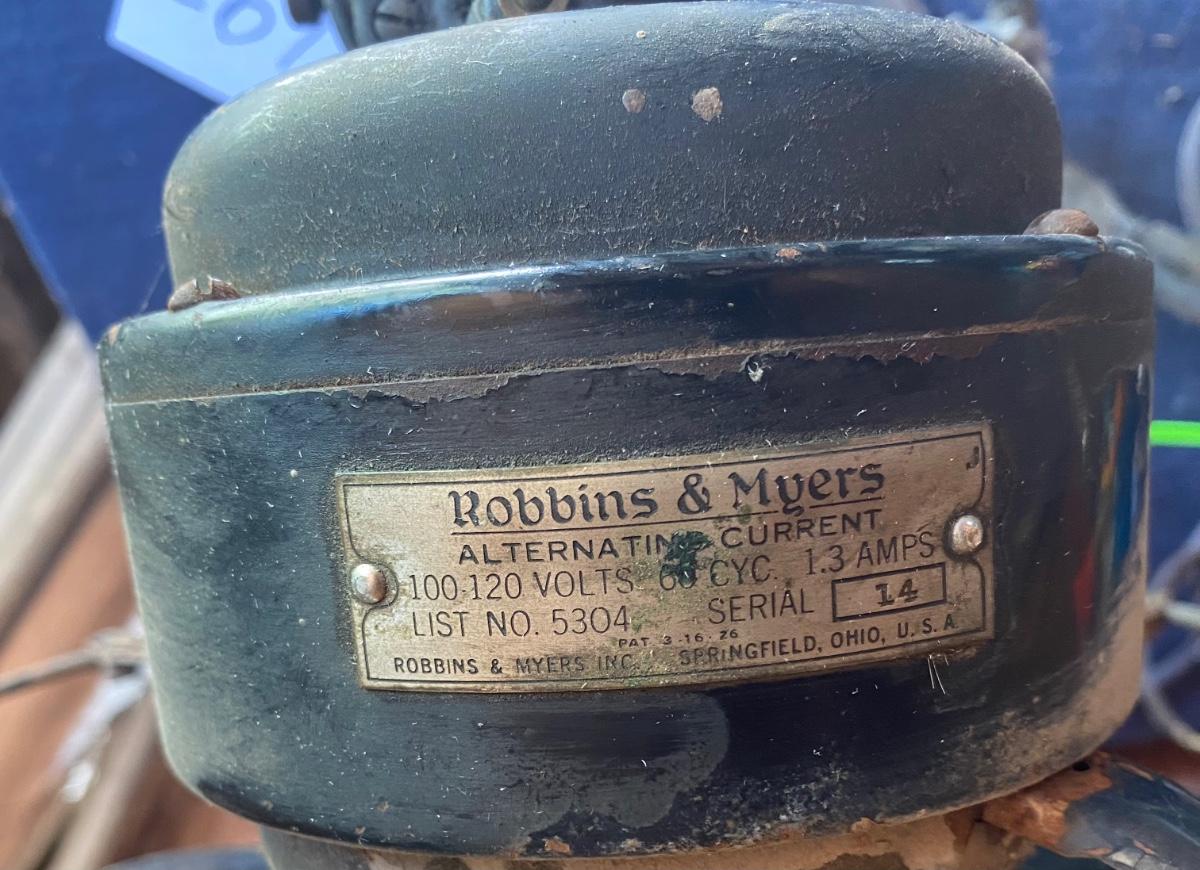 J
Robbins & Myers
ALTERNATING CURRENT
100-120 VOLTS 60 CYC. 1.3 AMPS
LIST NO. 5304 SERIAL 14
PAT. 3-16-26
ROBBINS & MYERS INC. SPRINGFIELD, OHIO, U.S.A.